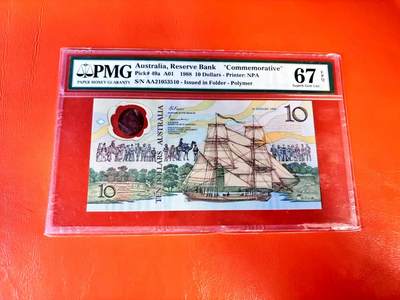 PMG
PAPER MONEY GUARANTY
Australia, Reserve Bank "Commemorative"
Pick# 49a A01 1988 10 Dollars - Printer: NPA
S/N AA21053510 - Issued in Folder - Polymer
67 EPQ
Superb Gem Unc
10
TEN DOLLARS AUSTRALIA
10